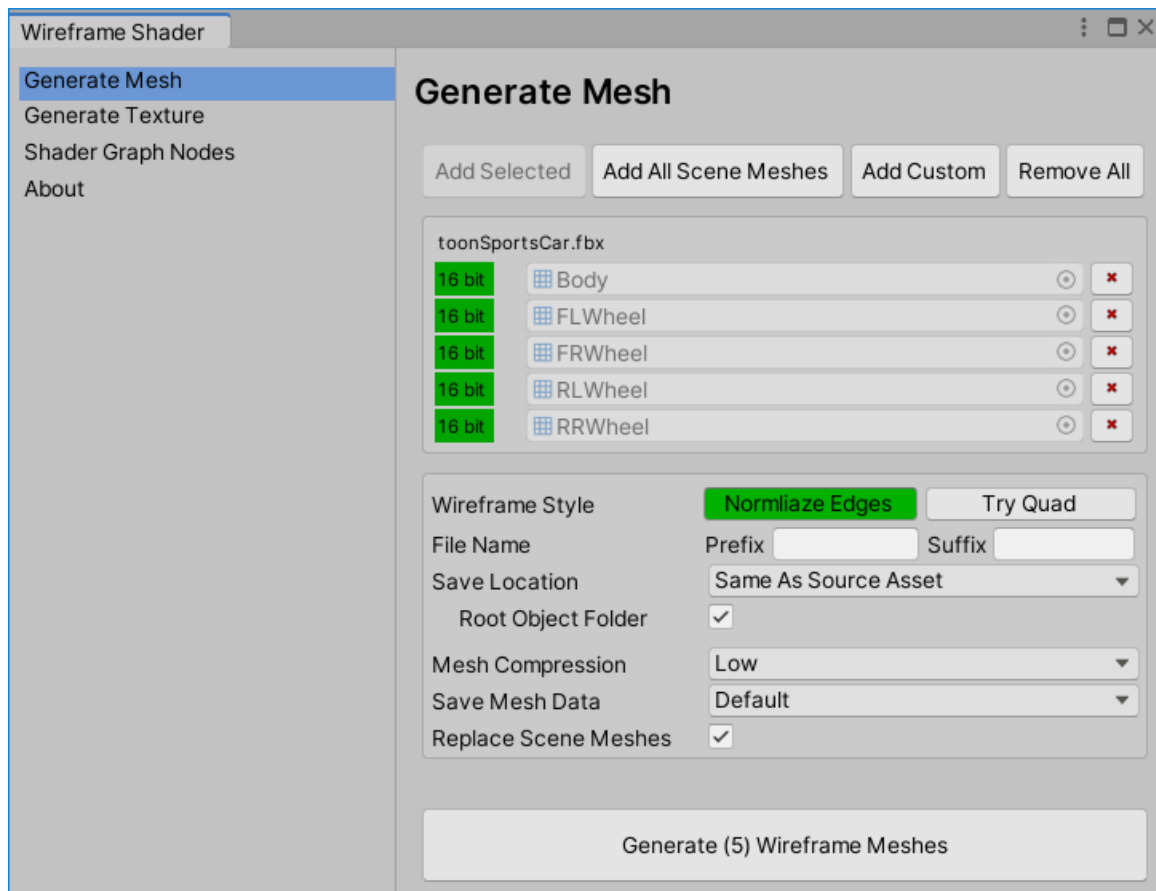 Wireframe Shader
Generate Mesh
Generate Texture
Shader Graph Nodes
About
Generate Mesh
Add Selected Add All Scene Meshes Add Custom Remove All
toonSportsCar.fbx
16 bit Body
16 bit FLWheel
16 bit FRWheel
16 bit RLWheel
16 bit RRWheel
Wireframe Style Normliaze Edges Try Quad
File Name Prefix Suffix
Save Location Same As Source Asset
Root Object Folder
Mesh Compression Low
Save Mesh Data Default
Replace Scene Meshes
Generate (5) Wireframe Meshes